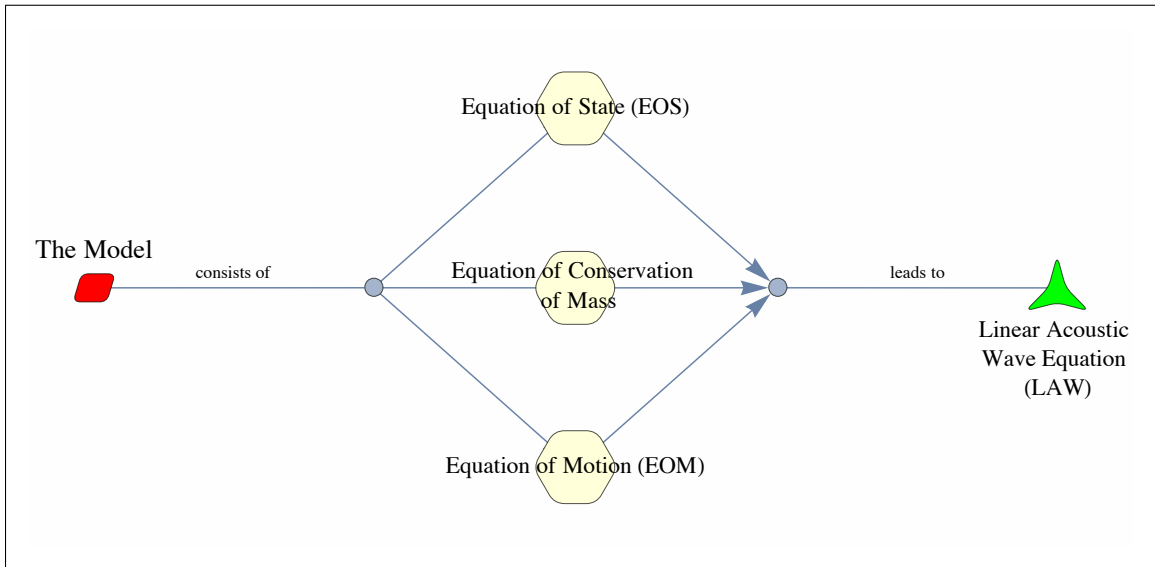 Equation of State (EOS)
The Model
consists of
Equation of Conservation
of Mass
leads to
Linear Acoustic
Wave Equation
(LAW)
Equation of Motion (EOM)